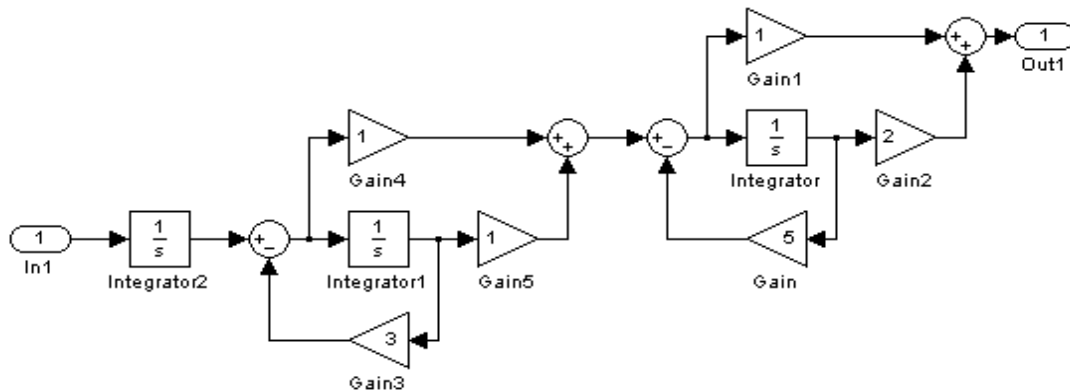 1
Gain1
1
Out1
1
Gain4
1
s
Integrator
2
Gain2
5
Gain
1
In1
1
s
Integrator2
1
s
Integrator1
1
Gain5
3
Gain3